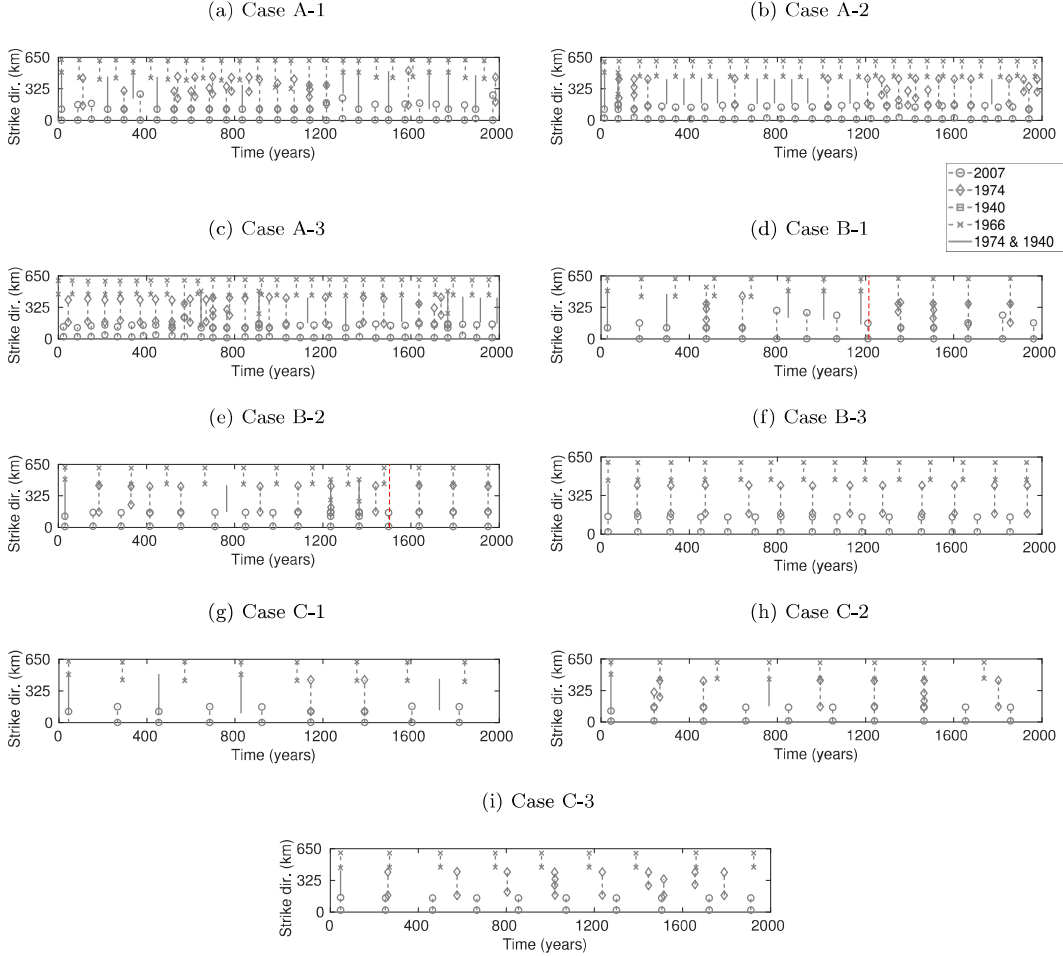 (a) Case A-1
(b) Case A-2
650
325
0
Strike dir. (km)
0 400 800 1200 1600 2000
Time (years)
650
325
0
Strike dir. (km)
0 400 800 1200 1600 2000
Time (years)
2007
1974
1940
1966
1974 & 1940
(c) Case A-3
(d) Case B-1
650
325
0
Strike dir. (km)
0 400 800 1200 1600 2000
Time (years)
650
325
0
Strike dir. (km)
0 400 800 1200 1600 2000
Time (years)
(e) Case B-2
(f) Case B-3
650
325
0
Strike dir. (km)
0 400 800 1200 1600 2000
Time (years)
650
325
0
Strike dir. (km)
0 400 800 1200 1600 2000
Time (years)
(g) Case C-1
(h) Case C-2
650
325
0
Strike dir. (km)
0 400 800 1200 1600 2000
Time (years)
650
325
0
Strike dir. (km)
0 400 800 1200 1600 2000
Time (years)
(i) Case C-3
650
325
0
Strike dir. (km)
0 400 800 1200 1600 2000
Time (years)